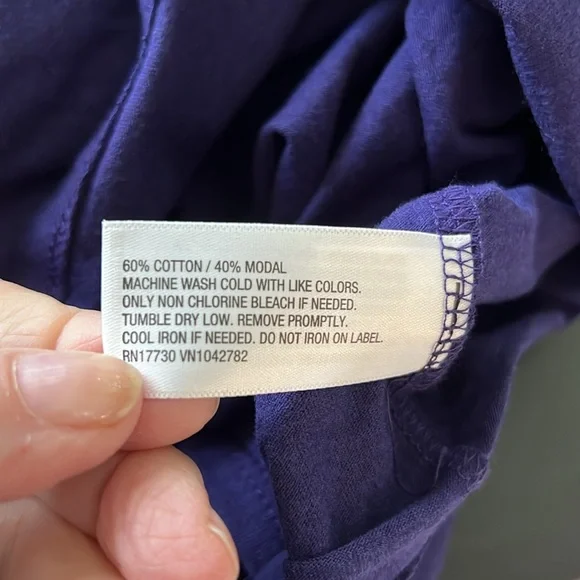 60% COTTON / 40% MODAL
MACHINE WASH COLD WITH LIKE COLORS.
ONLY NON CHLORINE BLEACH IF NEEDED.
TUMBLE DRY LOW. REMOVE PROMPTLY.
COOL IRON IF NEEDED. DO NOT IRON ON LABEL.
RN17730 VN1042782